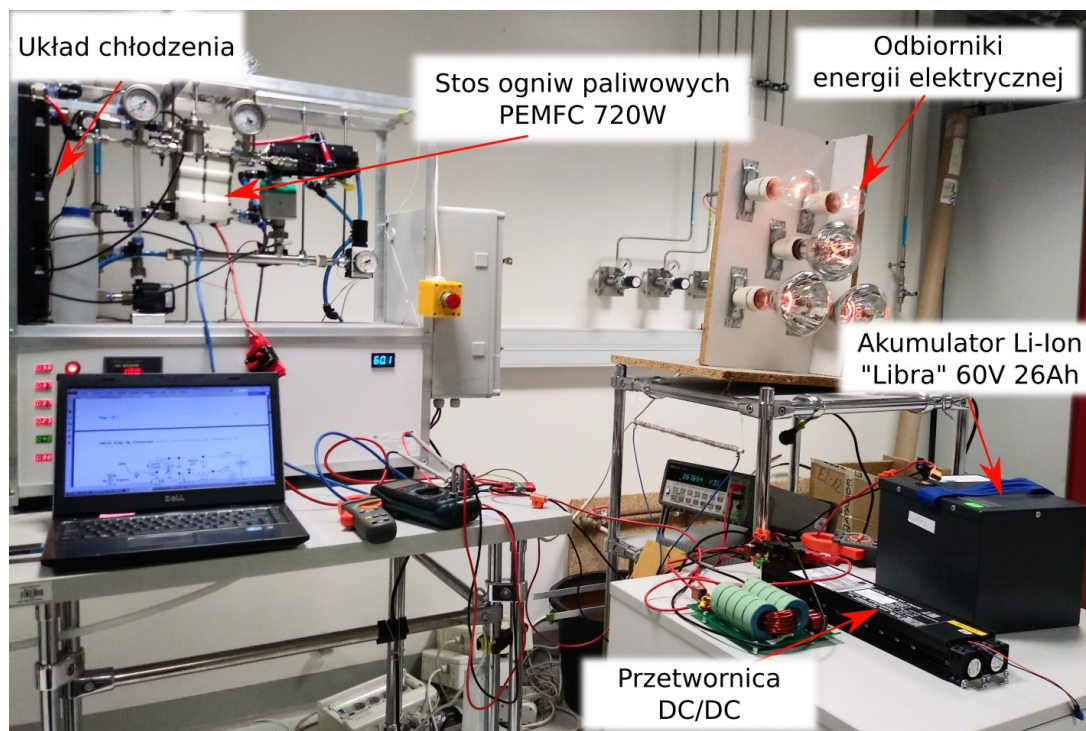 Układ chłodzenia
Stos ogniw paliwowych
PEMFC 720W
Odbiorniki
energii elektrycznej
Akumulator Li-Ion
"Libra" 60V 26Ah
60.1
DELL
Przetwornica
DC/DC